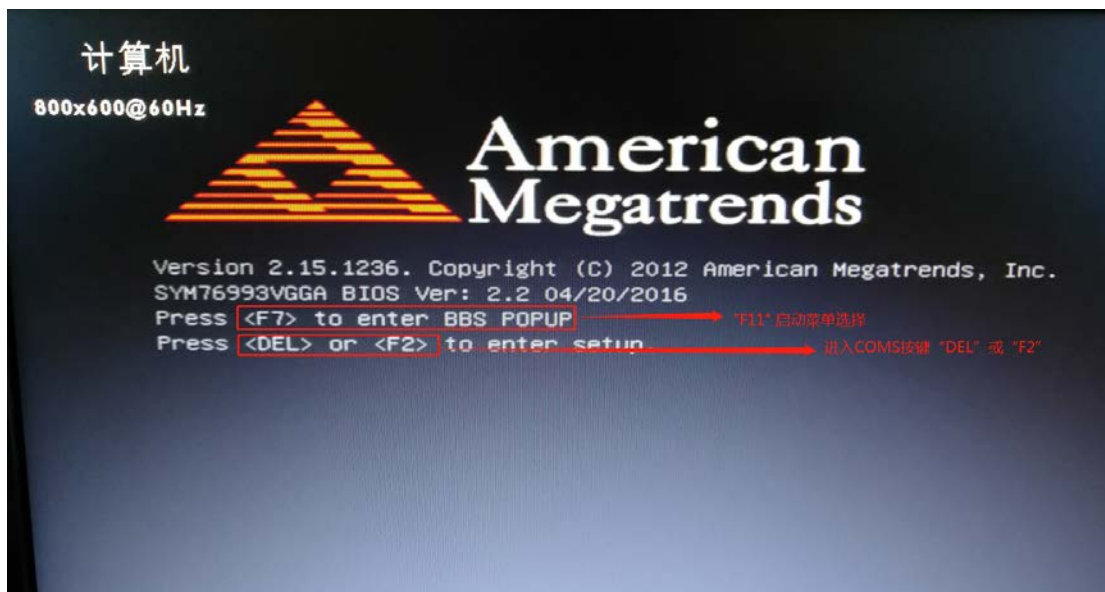 计算机
800x600@60Hz
American
Megatrends
Version 2.15.1236. Copyright (C) 2012 American Megatrends, Inc.
SYM76993VGGA BIOS Ver: 2.2 04/20/2016
Press <F7> to enter BBS POPUP
"F11" 启动菜单选择
Press <DEL> or <F2> to enter setup.
进入COMS按键 "DEL" 或 "F2"